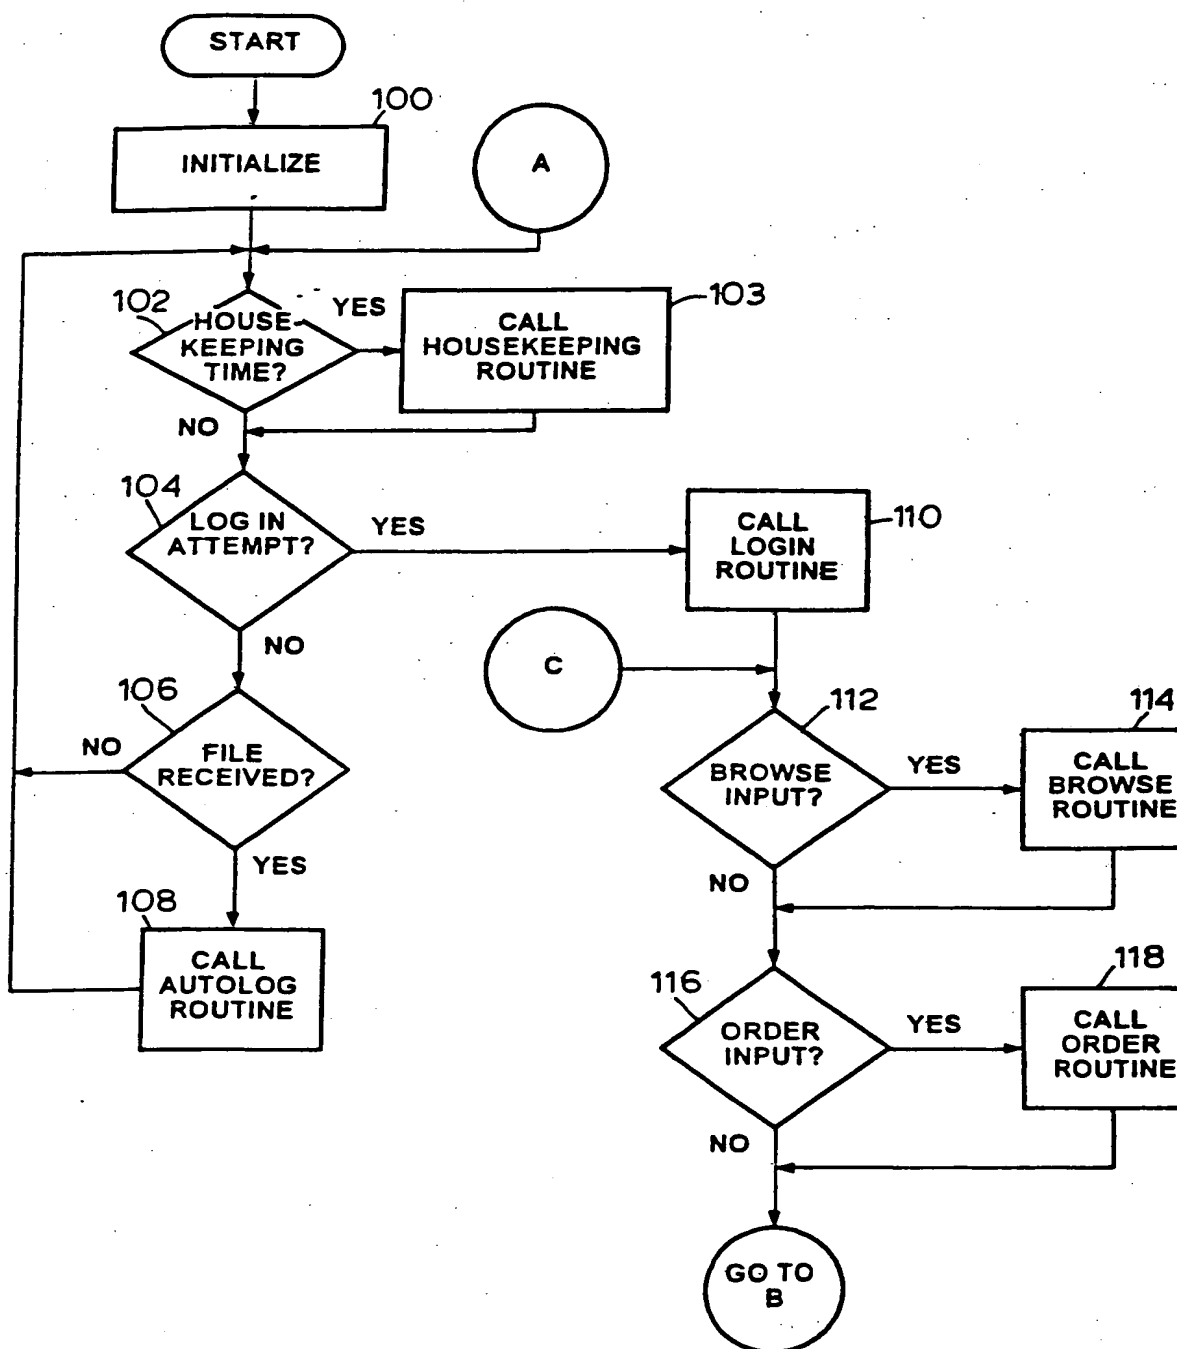 START
100
INITIALIZE
A
102
HOUSE
KEEPING
TIME?
YES
NO
103
CALL
HOUSEKEEPING
ROUTINE
104
LOG IN
ATTEMPT?
YES
NO
110
CALL
LOGIN
ROUTINE
C
106
FILE
RECEIVED?
NO
YES
108
CALL
AUTOLOG
ROUTINE
112
BROWSE
INPUT?
YES
NO
114
CALL
BROWSE
ROUTINE
116
ORDER
INPUT?
YES
NO
118
CALL
ORDER
ROUTINE
GO TO
B